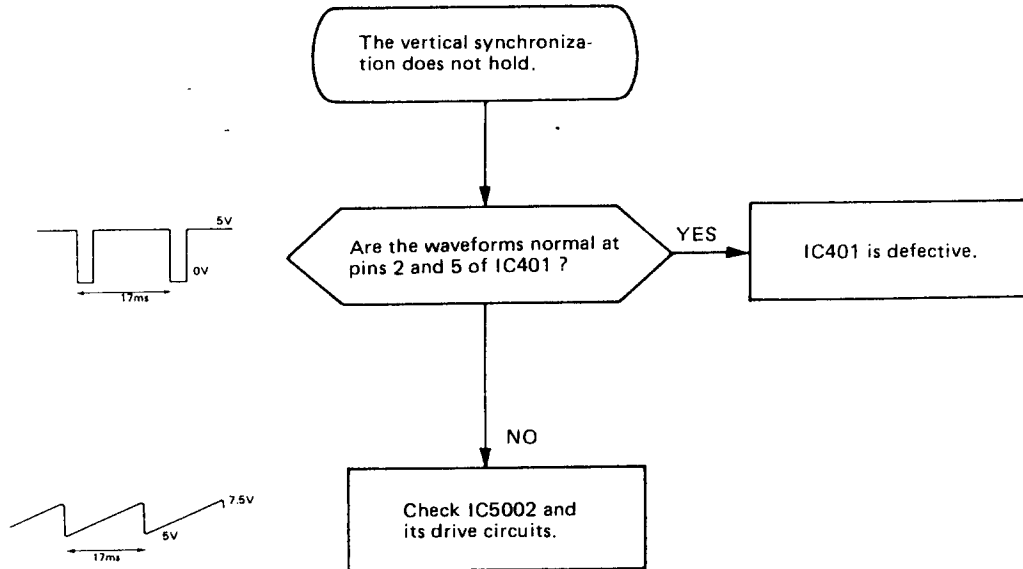 The vertical synchroniza-
tion does not hold.
5V
0V
17ms
Are the waveforms normal at
pins 2 and 5 of IC401 ?
YES
IC401 is defective.
NO
7.5V
5V
17ms
Check IC5002 and
its drive circuits.